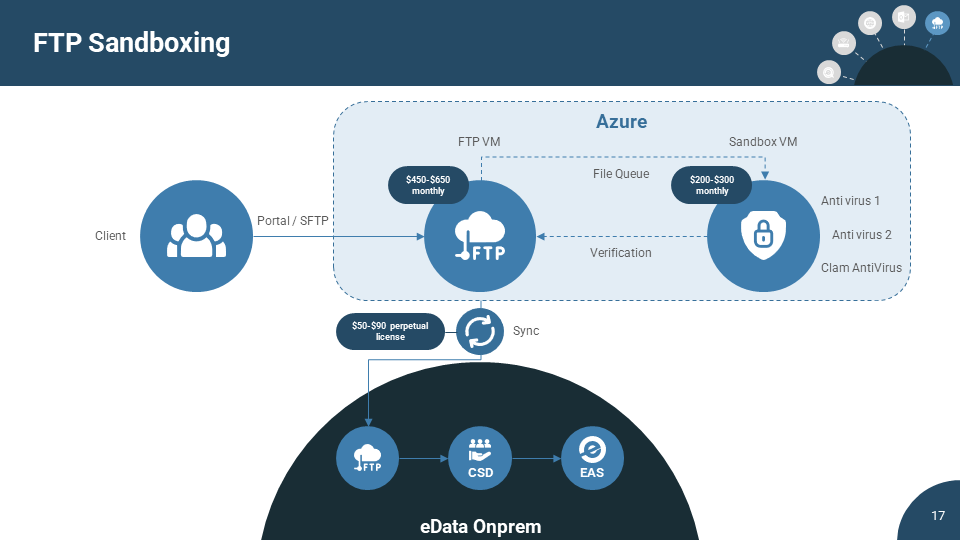 FTP Sandboxing
FTP
Azure
FTP VM
Sandbox VM
$450-$650
monthly
File Queue
$200-$300
monthly
Anti virus 1
Portal / SFTP
Client
FTP
Anti virus 2
Verification
Clam AntiVirus
$50-$90 perpetual
license
Sync
FTP
CSD
EAS
eData Onprem
17